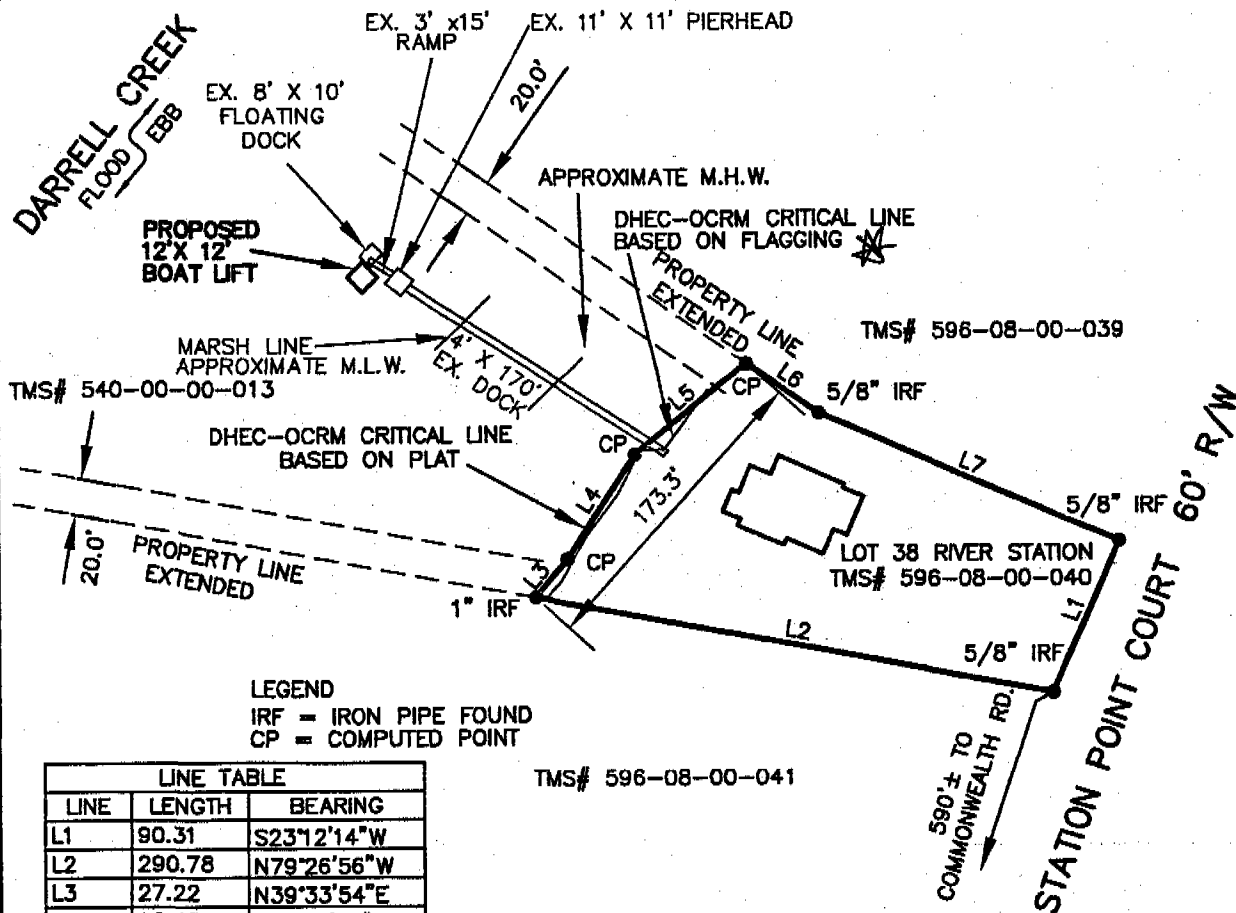 EX. 3' x15'
RAMP
EX. 11' X 11' PIERHEAD
DARRELL CREEK
FLOOD
EBB
EX. 8' X 10'
FLOATING
DOCK
20.0'
APPROXIMATE M.H.W.
DHEC-OCRM CRITICAL LINE
BASED ON FLAGGING
PROPOSED
12'X 12'
BOAT LIFT
PROPERTY LINE
EXTENDED
TMS# 596-08-00-039
MARSH LINE
APPROXIMATE M.L.W.
4' X 170'
EX. DOCK
TMS# 540-00-00-013
L5
CP
L6
5/8" IRF
DHEC-OCRM CRITICAL LINE
BASED ON PLAT
CP
L7
60' R/W
L4
173.3'
5/8" IRF
20.0'
PROPERTY LINE
EXTENDED
L3
CP
LOT 38 RIVER STATION
TMS# 596-08-00-040
L1
1" IRF
L2
5/8" IRF
STATION POINT COURT
590'± TO
COMMONWEALTH RD.
LEGEND
IRF = IRON PIPE FOUND
CP = COMPUTED POINT
TMS# 596-08-00-041
LINE TABLE
LINE LENGTH BEARING
L1 90.31 S23°12'14"W
L2 290.78 N79°26'56"W
L3 27.22 N39°33'54"E